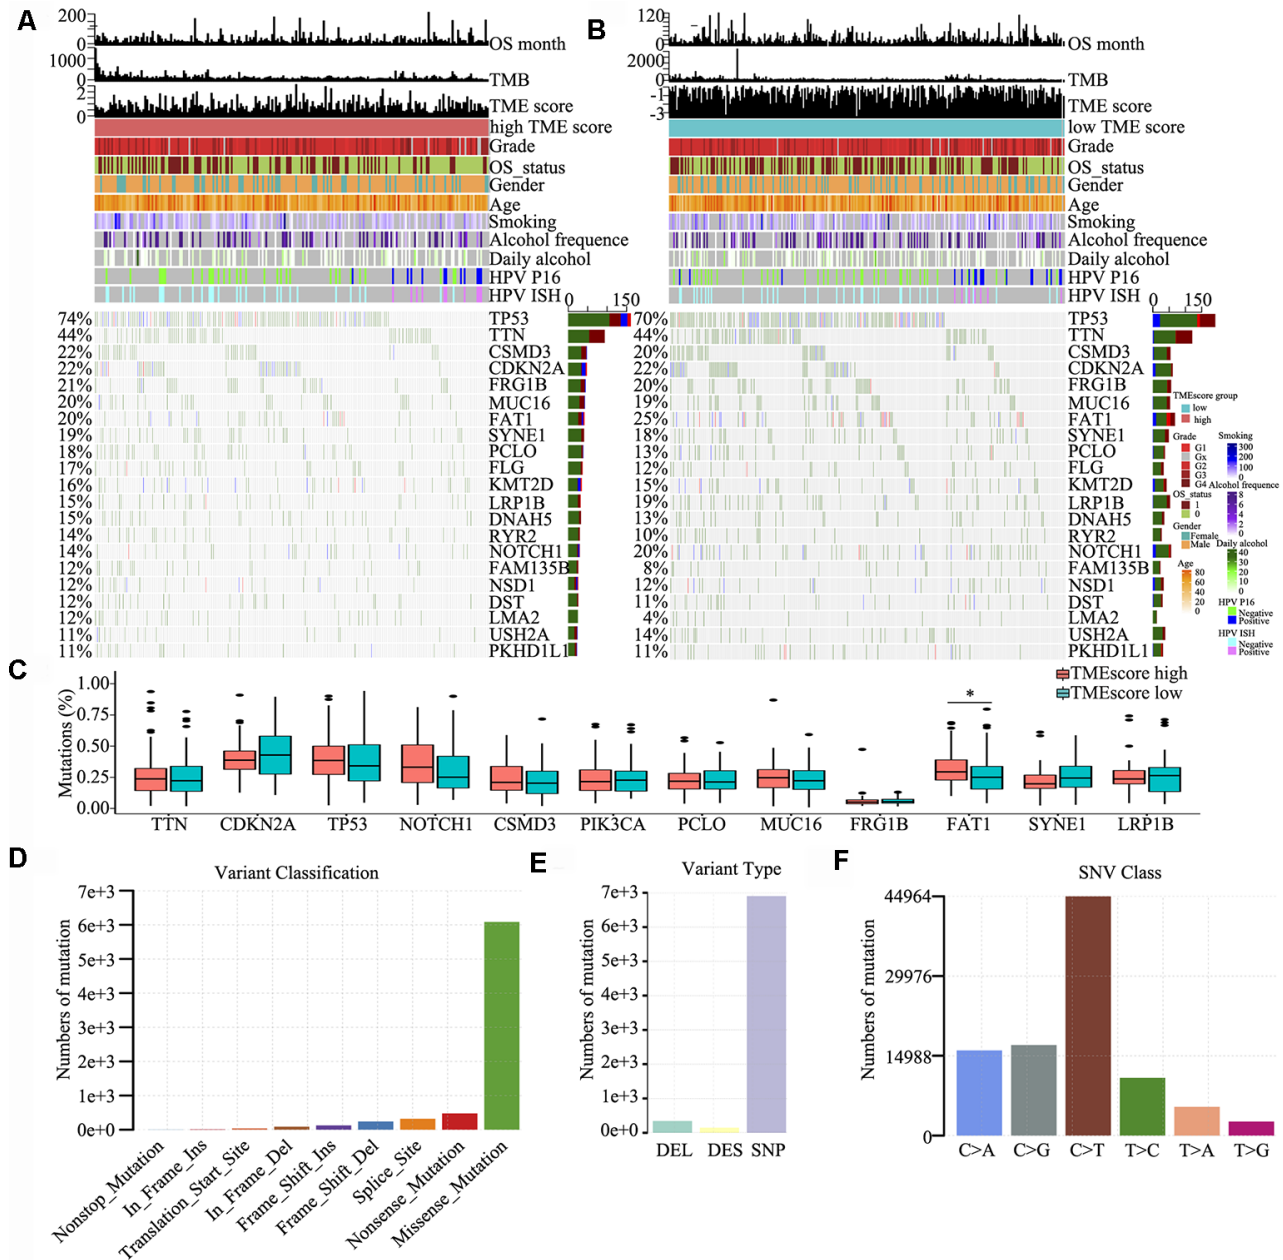 A
200
0
OS month
1000
0
TMB
2
1
0
TME score
high TME score
Grade
OS_status
Gender
Age
Smoking
Alcohol frequence
Daily alcohol
HPV P16
HPV ISH
0 150
74% TP53
44% TTN
22% CSMD3
22% CDKN2A
21% FRG1B
20% MUC16
20% FAT1
19% SYNE1
18% PCLO
17% FLG
16% KMT2D
15% LRP1B
15% DNAH5
14% RYR2
14% NOTCH1
12% FAM135B
12% NSD1
12% DST
12% LMA2
11% USH2A
11% PKHD1L1
B
120
0
OS month
2000
0
TMB
-1
-3
TME score
low TME score
Grade
OS_status
Gender
Age
Smoking
Alcohol frequence
Daily alcohol
HPV P16
HPV ISH
0 150
70% TP53
44% TTN
20% CSMD3
22% CDKN2A
20% FRG1B
19% MUC16
25% FAT1
18% SYNE1
13% PCLO
12% FLG
15% KMT2D
19% LRP1B
13% DNAH5
10% RYR2
20% NOTCH1
8% FAM135B
12% NSD1
11% DST
4% LMA2
14% USH2A
11% PKHD1L1
TMEscore group
low
high
Grade
G1
Gx
G2
G3
G4
OS_status
1
0
Gender
Female
Male
Age
80
60
40
20
0
Smoking
300
200
100
0
Alcohol frequence
8
6
4
2
0
Daily alcohol
40
30
20
10
0
HPV P16
Negative
Positive
HPV ISH
Negative
Positive
C
TMEscore high
TMEscore low
Mutations (%)
1.00
0.75
0.50
0.25
0.00
*
TTN CDKN2A TP53 NOTCH1 CSMD3 PIK3CA PCLO MUC16 FRG1B FAT1 SYNE1 LRP1B
D
Variant Classification
Numbers of mutation
7e+3
6e+3
5e+3
4e+3
3e+3
2e+3
1e+3
0e+0
Nonstop_Mutation
In_Frame_Ins
Translation_Start_Site
In_Frame_Del
Frame_Shift_Ins
Frame_Shift_Del
Splice_Site
Nonsense_Mutation
Missense_Mutation
E
Variant Type
Numbers of mutation
7e+3
6e+3
5e+3
4e+3
3e+3
2e+3
1e+3
0e+0
DEL DES SNP
F
SNV Class
Numbers of mutation
44964
29976
14988
0
C>A C>G C>T T>C T>A T>G